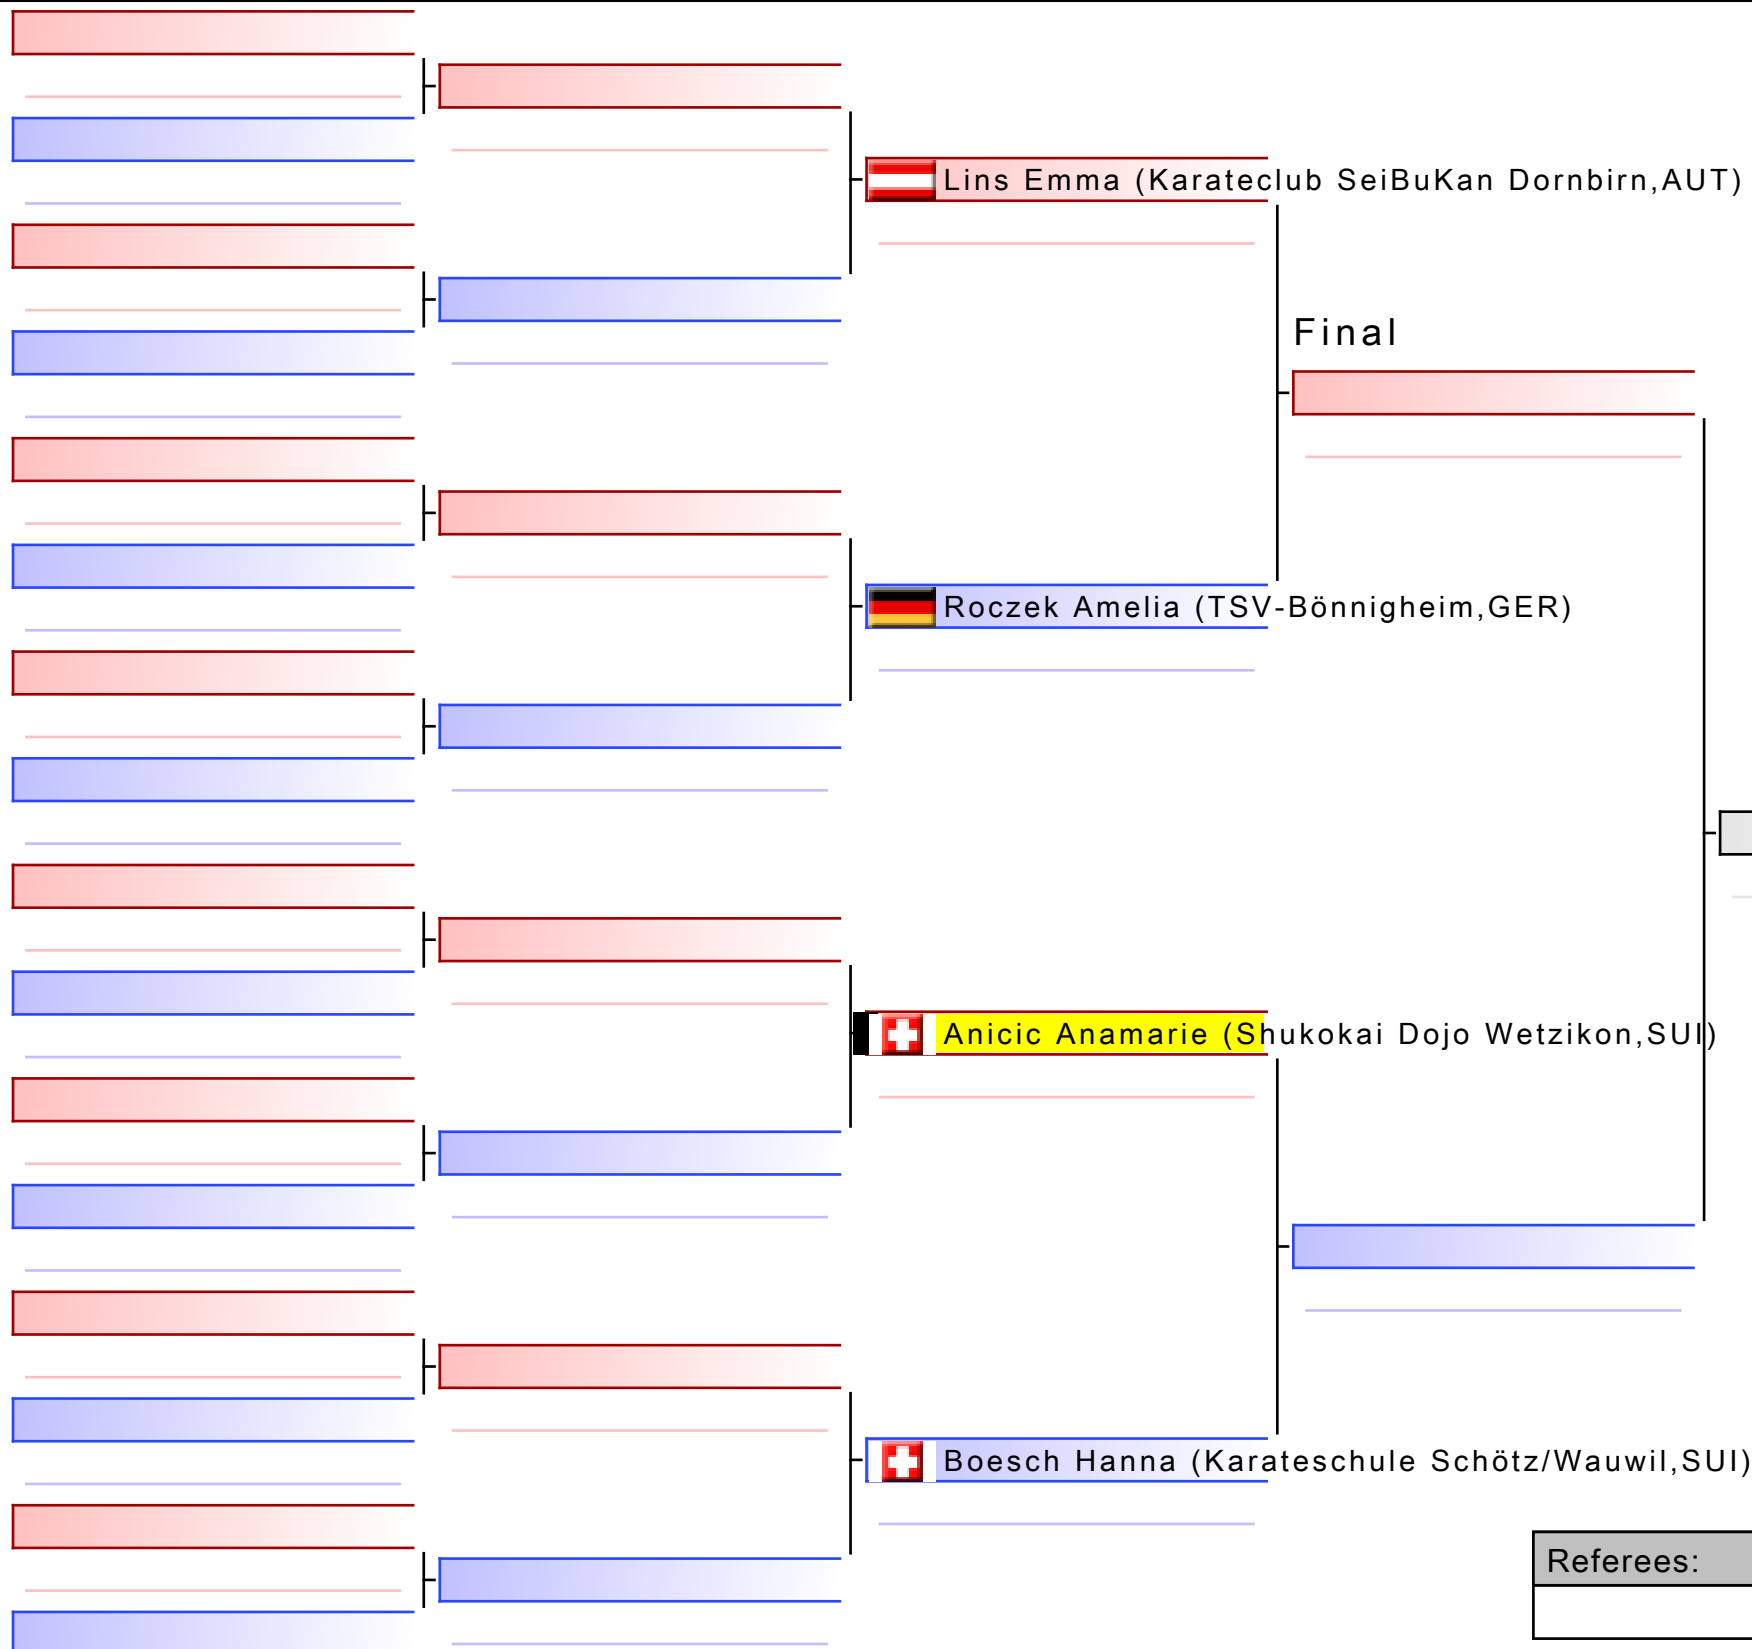 Lins Emma (Karateclub SeiBuKan Dornbirn,AUT)
Final
Roczek Amelia (TSV-Bönnigheim,GER)
Anicic Anamarie (Shukokai Dojo Wetzikon,SUI)
Boesch Hanna (Karateschule Schötz/Wauwil,SUI)
Referees: